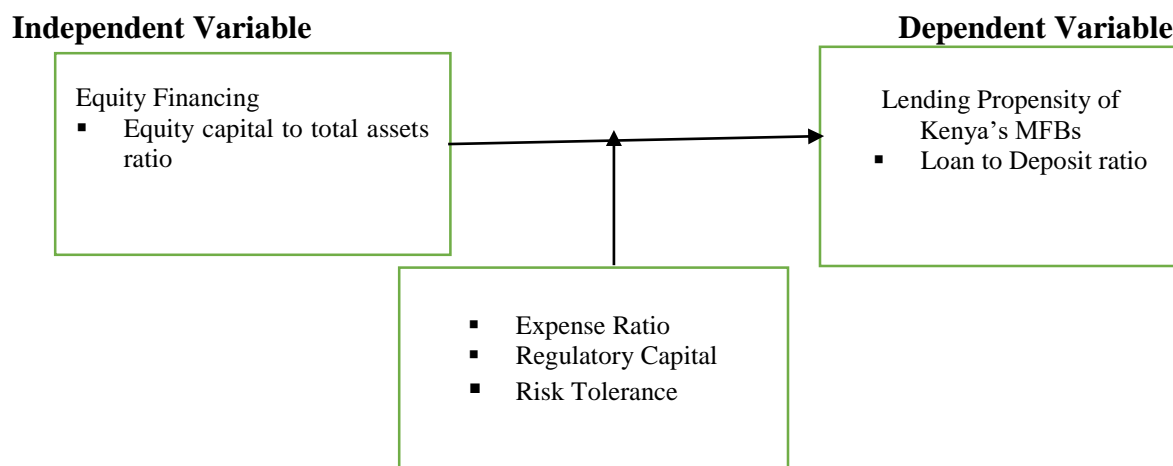 Independent Variable
Dependent Variable
Equity Financing
▪ Equity capital to total assets
ratio
Lending Propensity of
Kenya’s MFBs
▪ Loan to Deposit ratio
▪ Expense Ratio
▪ Regulatory Capital
▪ Risk Tolerance